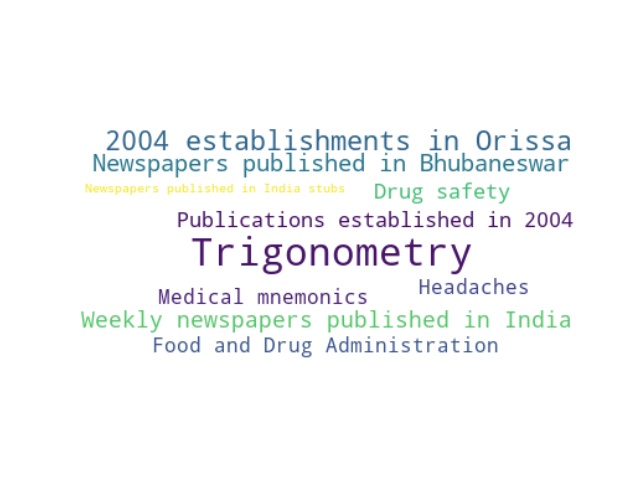 2004 establishments in Orissa
Newspapers published in Bhubaneswar
Newspapers published in India stubs
Drug safety
Publications established in 2004
Trigonometry
Headaches
Medical mnemonics
Weekly newspapers published in India
Food and Drug Administration